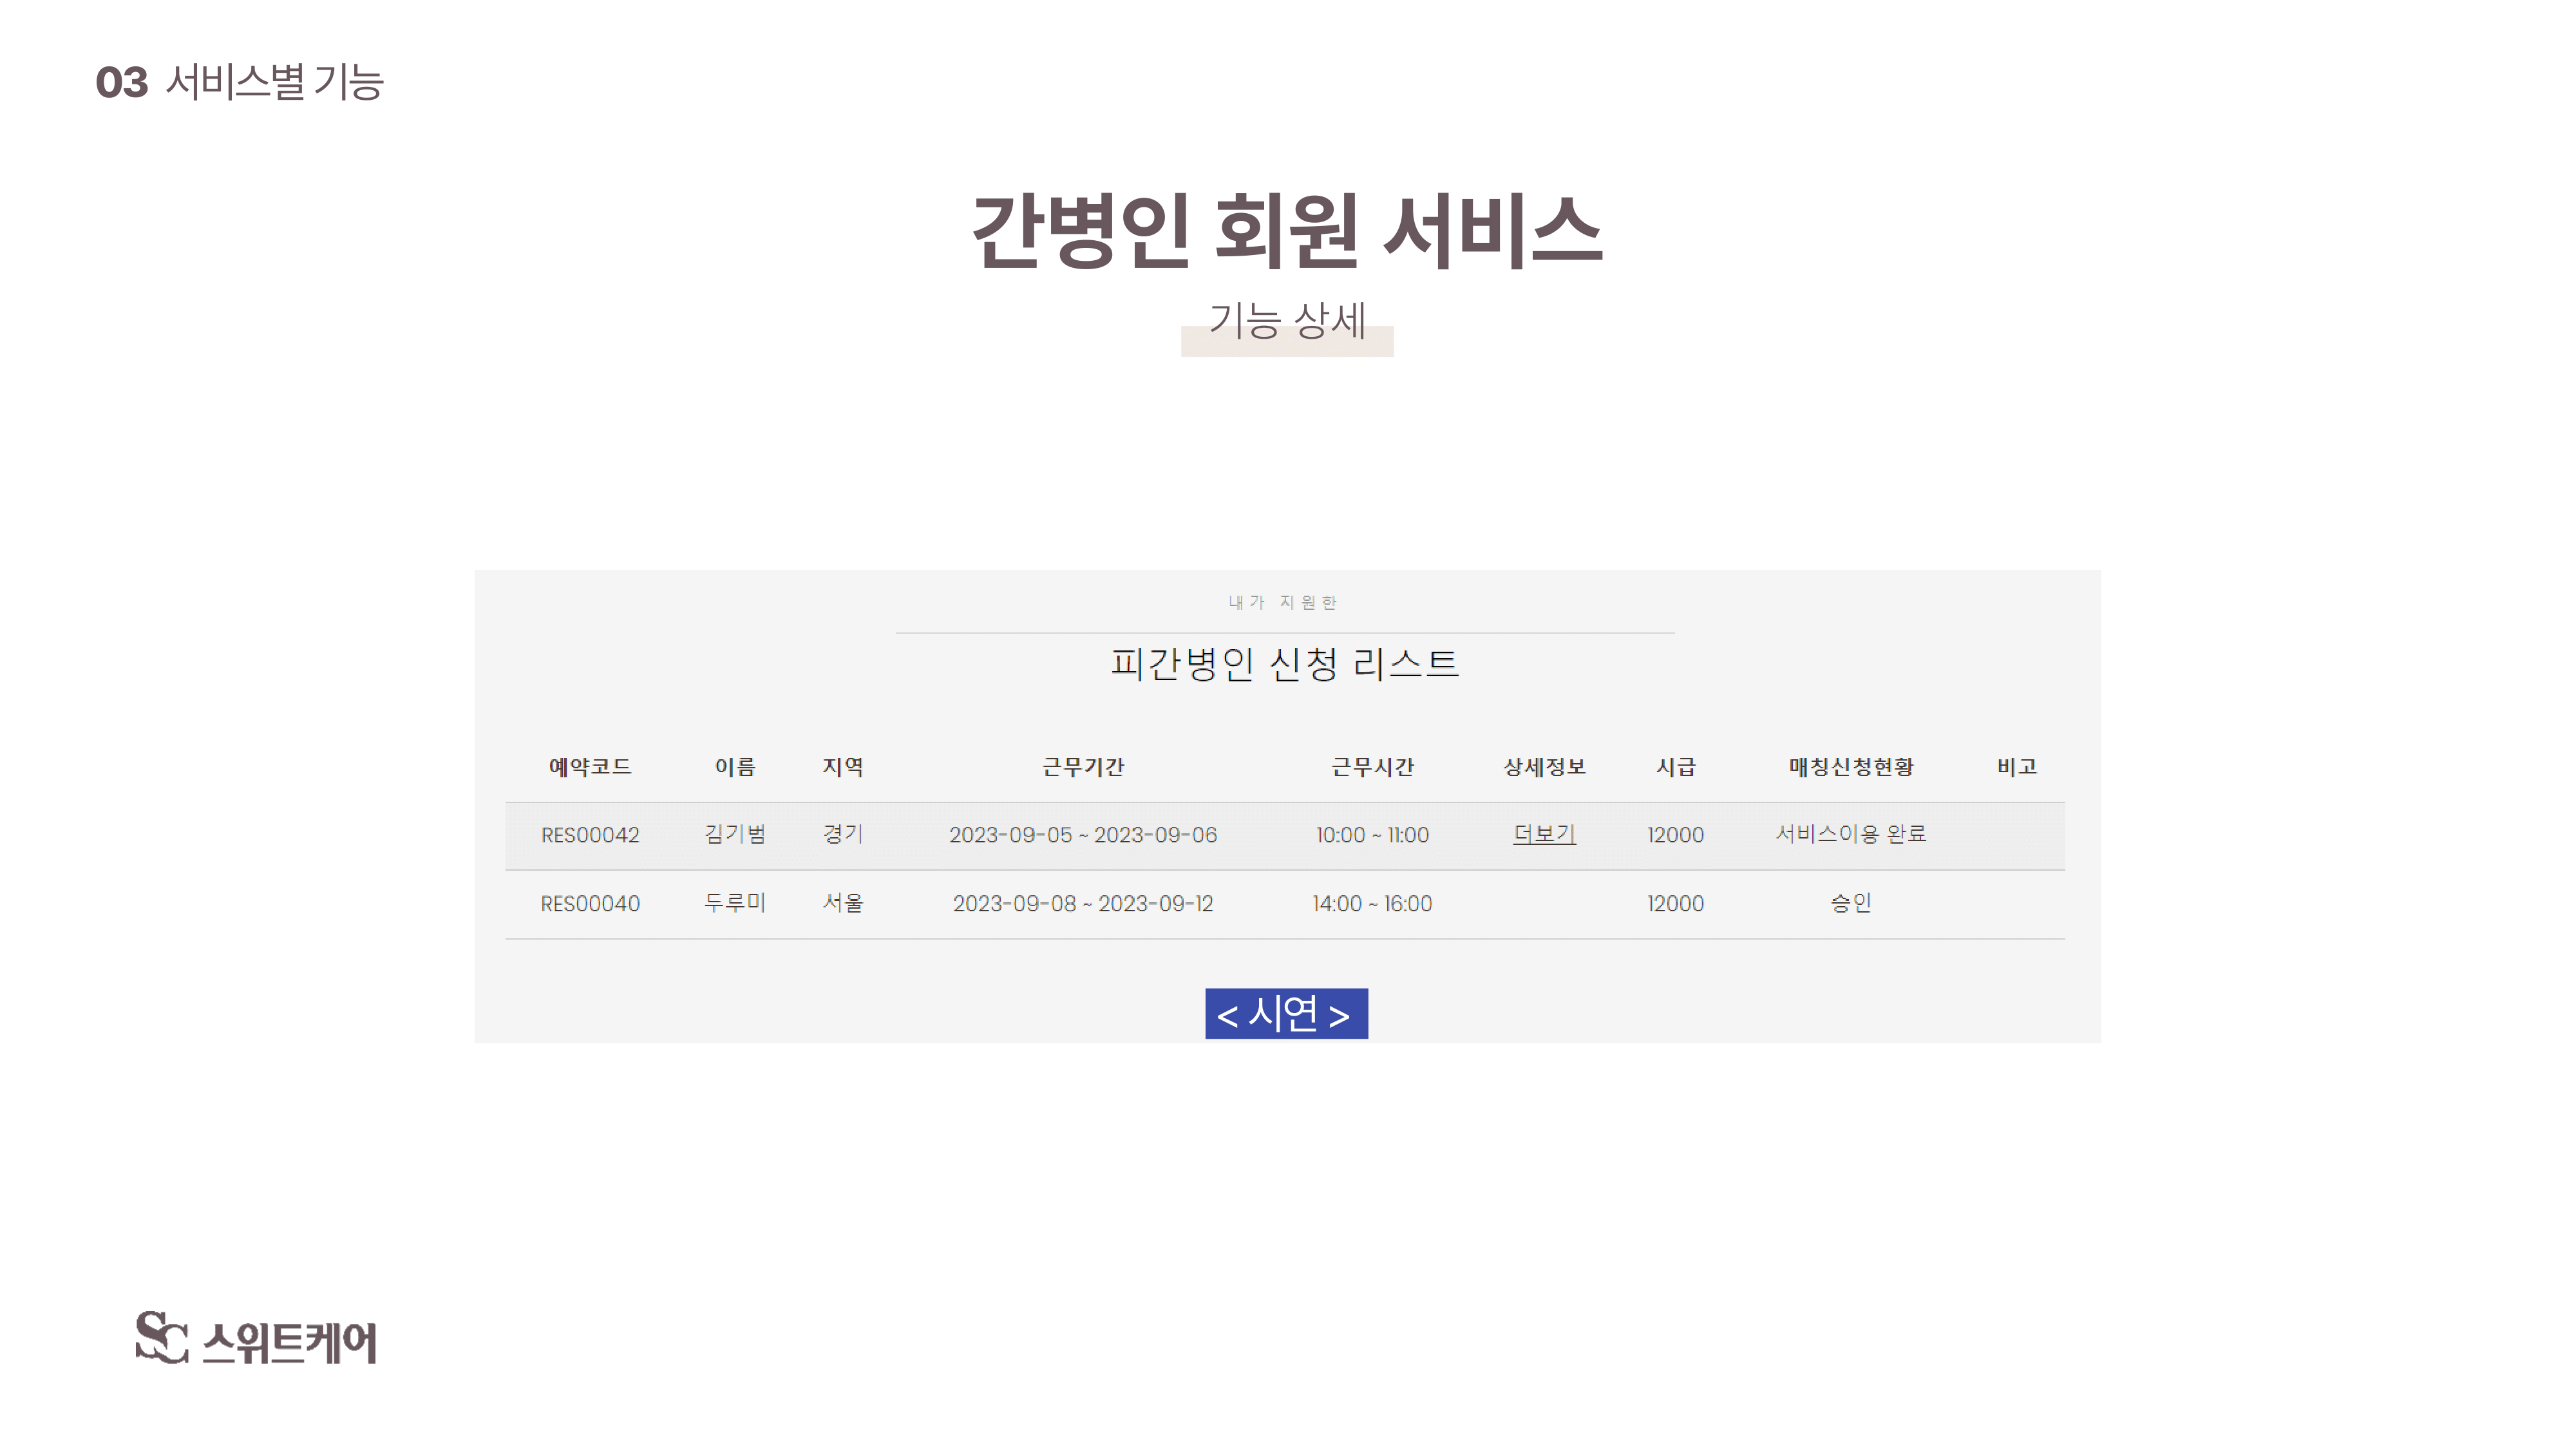 03 서비스별 기능
간병인 회원 서비스
기능 상세
내가 지원한
피간병인 신청 리스트
예약코드 이름 지역 근무기간 근무시간 상세정보 시급 매칭신청현황 비고
RES00042 김기범 경기 2023-09-05 ~ 2023-09-06 10:00 ~ 11:00 더보기 12000 서비스이용 완료
RES00040 두루미 서울 2023-09-08 ~ 2023-09-12 14:00 ~ 16:00 12000 승인
< 시연 >
SC 스위트케어